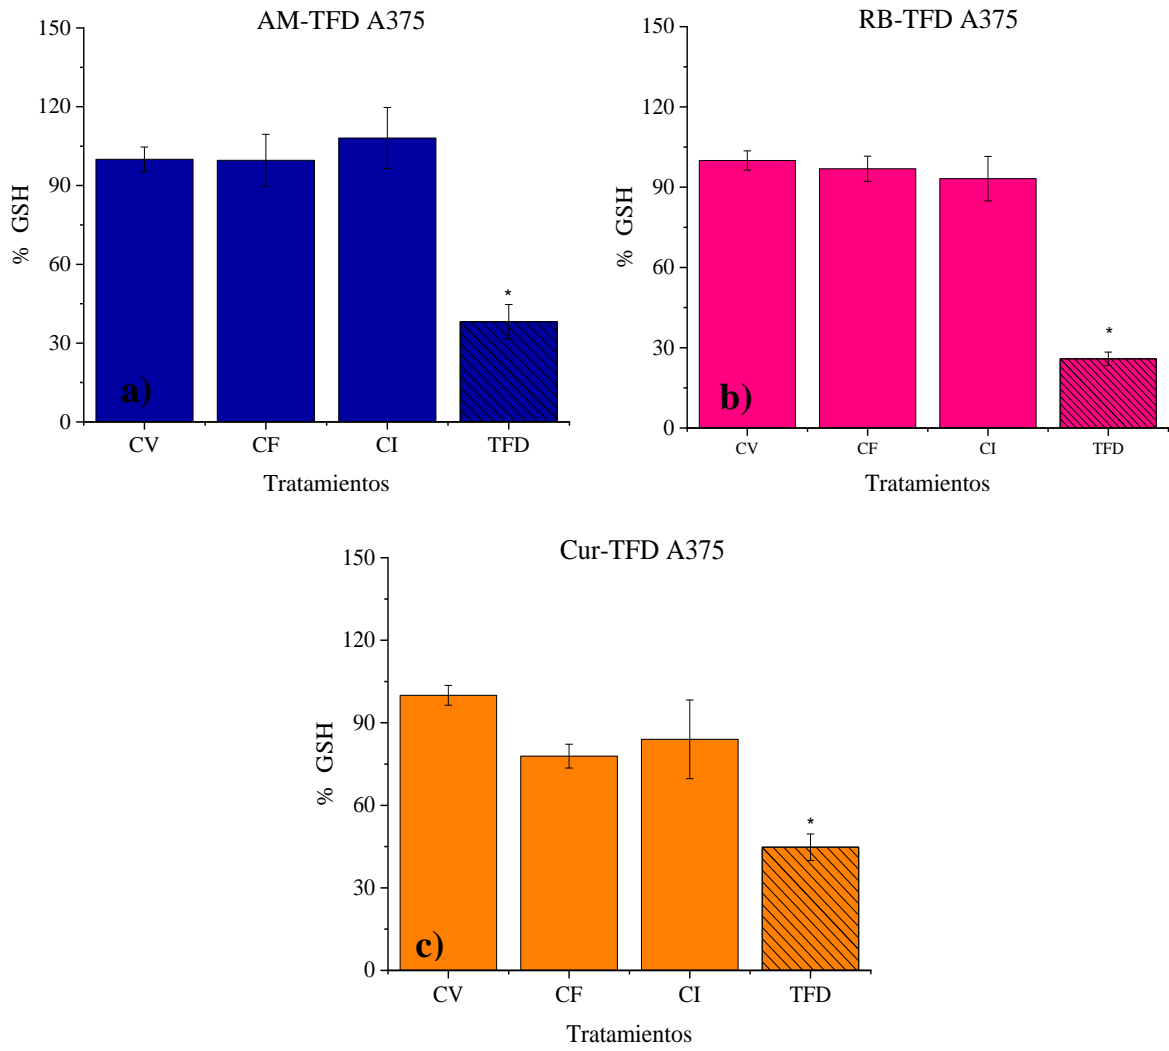 AM-TFD A375
150
120
90
60
30
0
% GSH
a)
*
CV CF CI TFD
Tratamientos
RB-TFD A375
150
120
90
60
30
0
% GSH
b)
*
CV CF CI TFD
Tratamientos
Cur-TFD A375
150
120
90
60
30
0
% GSH
c)
*
CV CF CI TFD
Tratamientos